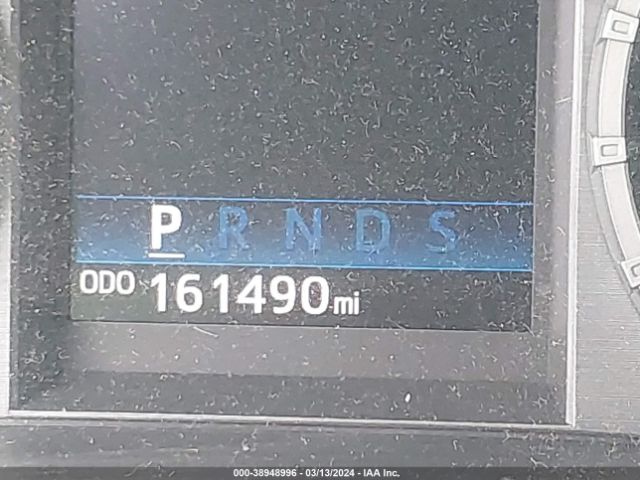 P R N D S
ODO 161490mi
000-38948996 - 03/13/2024 - IAA Inc.